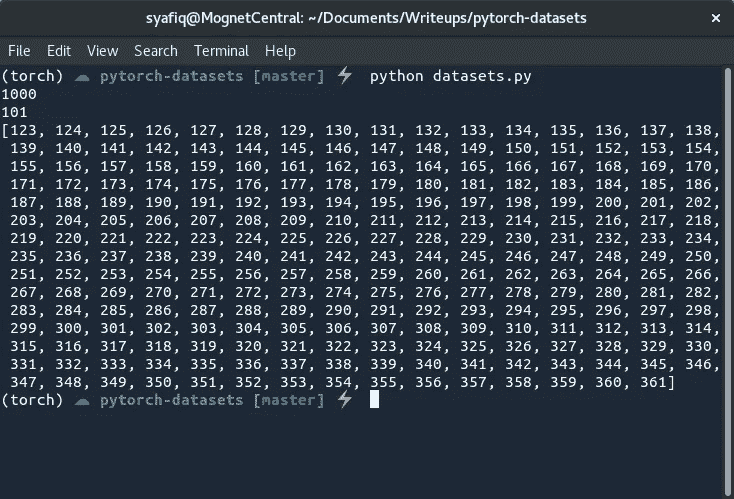 syafiq@MognetCentral: ~/Documents/Writeups/pytorch-datasets ×
File Edit View Search Terminal Help
(torch) ☁ pytorch-datasets [master] ⚡ python datasets.py
1000
101
[123, 124, 125, 126, 127, 128, 129, 130, 131, 132, 133, 134, 135, 136, 137, 138,
139, 140, 141, 142, 143, 144, 145, 146, 147, 148, 149, 150, 151, 152, 153, 154,
155, 156, 157, 158, 159, 160, 161, 162, 163, 164, 165, 166, 167, 168, 169, 170,
171, 172, 173, 174, 175, 176, 177, 178, 179, 180, 181, 182, 183, 184, 185, 186,
187, 188, 189, 190, 191, 192, 193, 194, 195, 196, 197, 198, 199, 200, 201, 202,
203, 204, 205, 206, 207, 208, 209, 210, 211, 212, 213, 214, 215, 216, 217, 218,
219, 220, 221, 222, 223, 224, 225, 226, 227, 228, 229, 230, 231, 232, 233, 234,
235, 236, 237, 238, 239, 240, 241, 242, 243, 244, 245, 246, 247, 248, 249, 250,
251, 252, 253, 254, 255, 256, 257, 258, 259, 260, 261, 262, 263, 264, 265, 266,
267, 268, 269, 270, 271, 272, 273, 274, 275, 276, 277, 278, 279, 280, 281, 282,
283, 284, 285, 286, 287, 288, 289, 290, 291, 292, 293, 294, 295, 296, 297, 298,
299, 300, 301, 302, 303, 304, 305, 306, 307, 308, 309, 310, 311, 312, 313, 314,
315, 316, 317, 318, 319, 320, 321, 322, 323, 324, 325, 326, 327, 328, 329, 330,
331, 332, 333, 334, 335, 336, 337, 338, 339, 340, 341, 342, 343, 344, 345, 346,
347, 348, 349, 350, 351, 352, 353, 354, 355, 356, 357, 358, 359, 360, 361]
(torch) ☁ pytorch-datasets [master] ⚡